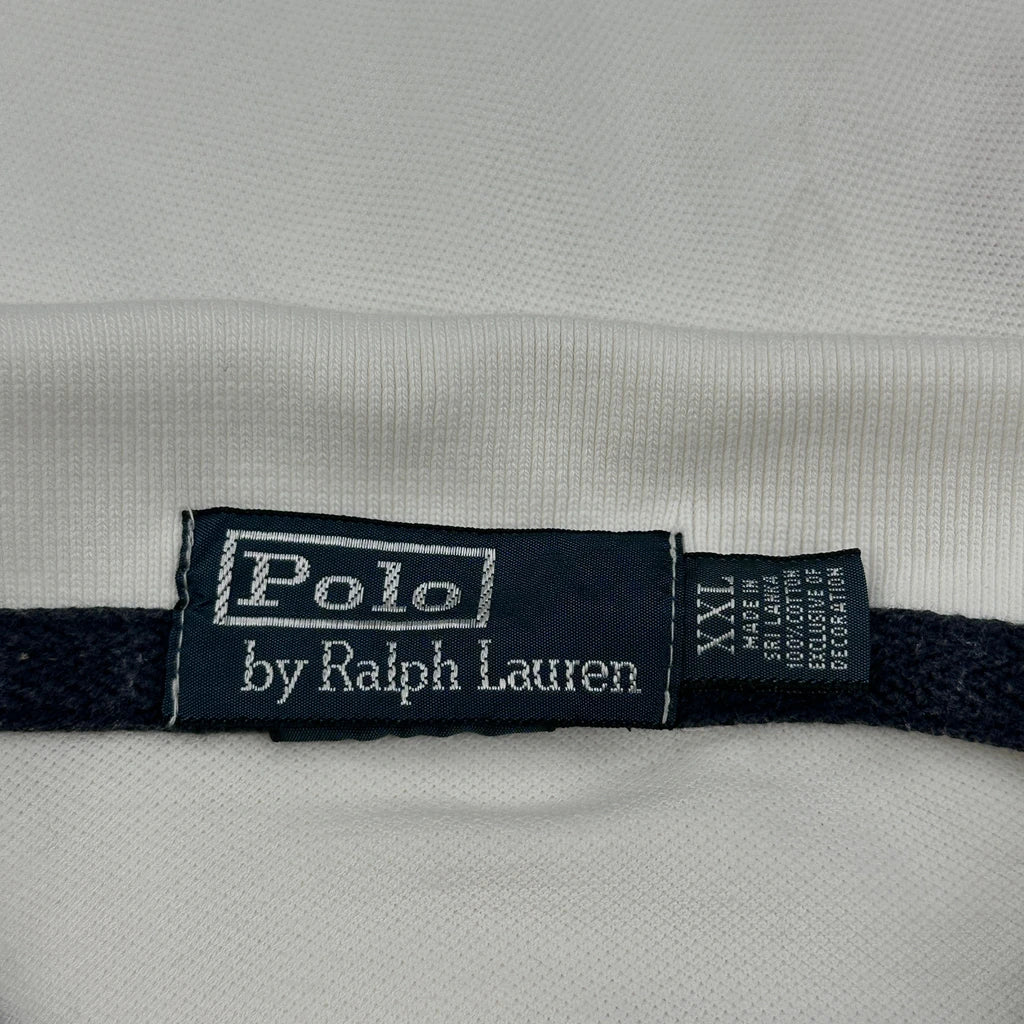 Polo
by Ralph Lauren
XXL
MADE IN
SRI LANKA
100% COTTON
EXCLUSIVE OF
DECORATION